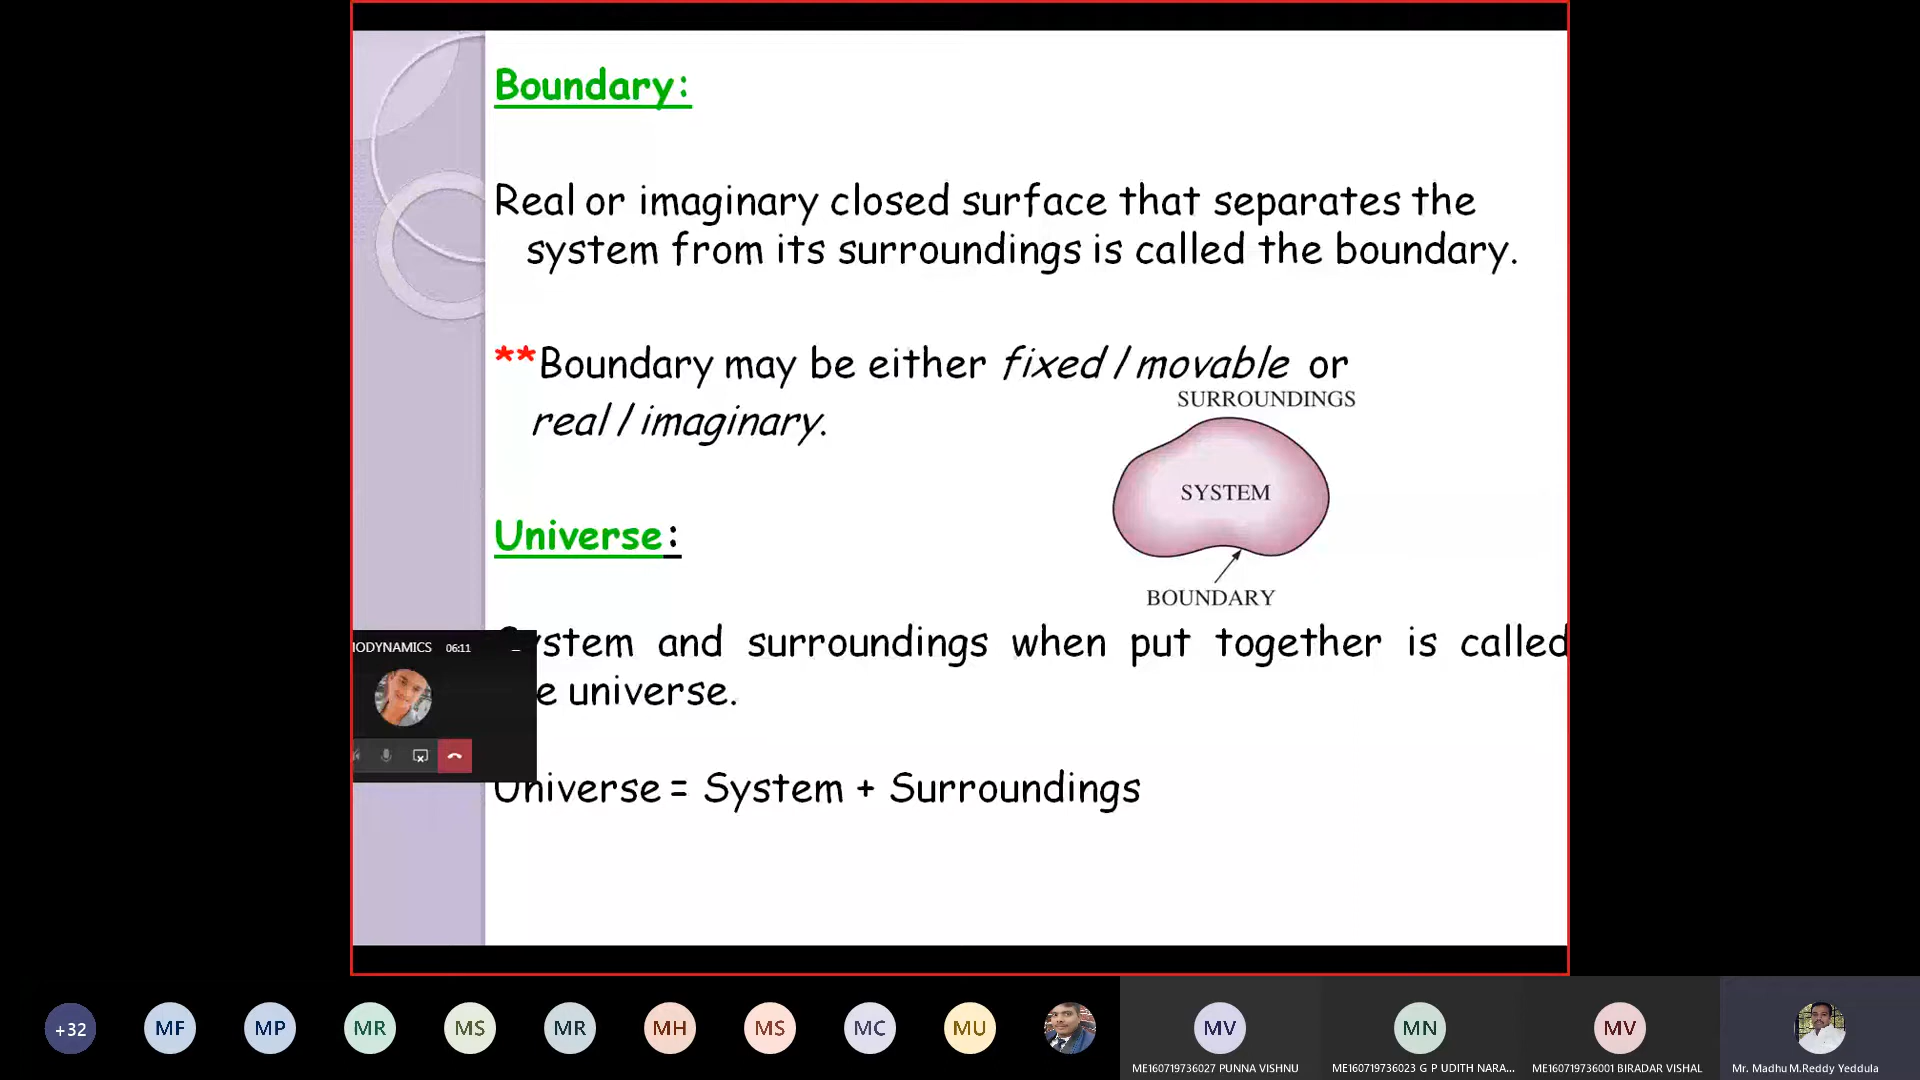 Boundary:
Real or imaginary closed surface that separates the
system from its surroundings is called the boundary.
**Boundary may be either fixed / movable or
real / imaginary.
SURROUNDINGS
SYSTEM
BOUNDARY
Universe:
System and surroundings when put together is called
e universe.
Universe = System + Surroundings
IODYNAMICS 06:11
+32
MF
MP
MR
MS
MR
MH
MS
MC
MU
MV
ME160719736027 PUNNA VISHNU
MN
ME160719736023 G P UDITH NARA...
MV
ME160719736001 BIRADAR VISHAL
Mr. Madhu M.Reddy Yeddula